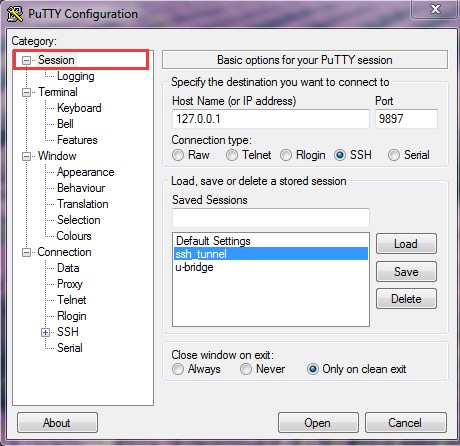 PuTTY Configuration
Category:
Session
Logging
Terminal
Keyboard
Bell
Features
Window
Appearance
Behaviour
Translation
Selection
Colours
Connection
Data
Proxy
Telnet
Rlogin
SSH
Serial
Basic options for your PuTTY session
Specify the destination you want to connect to
Host Name (or IP address) Port
127.0.0.1 9897
Connection type:
Raw Telnet Rlogin SSH Serial
Load, save or delete a stored session
Saved Sessions
Default Settings
ssh_tunnel
u-bridge
Load
Save
Delete
Close window on exit:
Always Never Only on clean exit
About Open Cancel